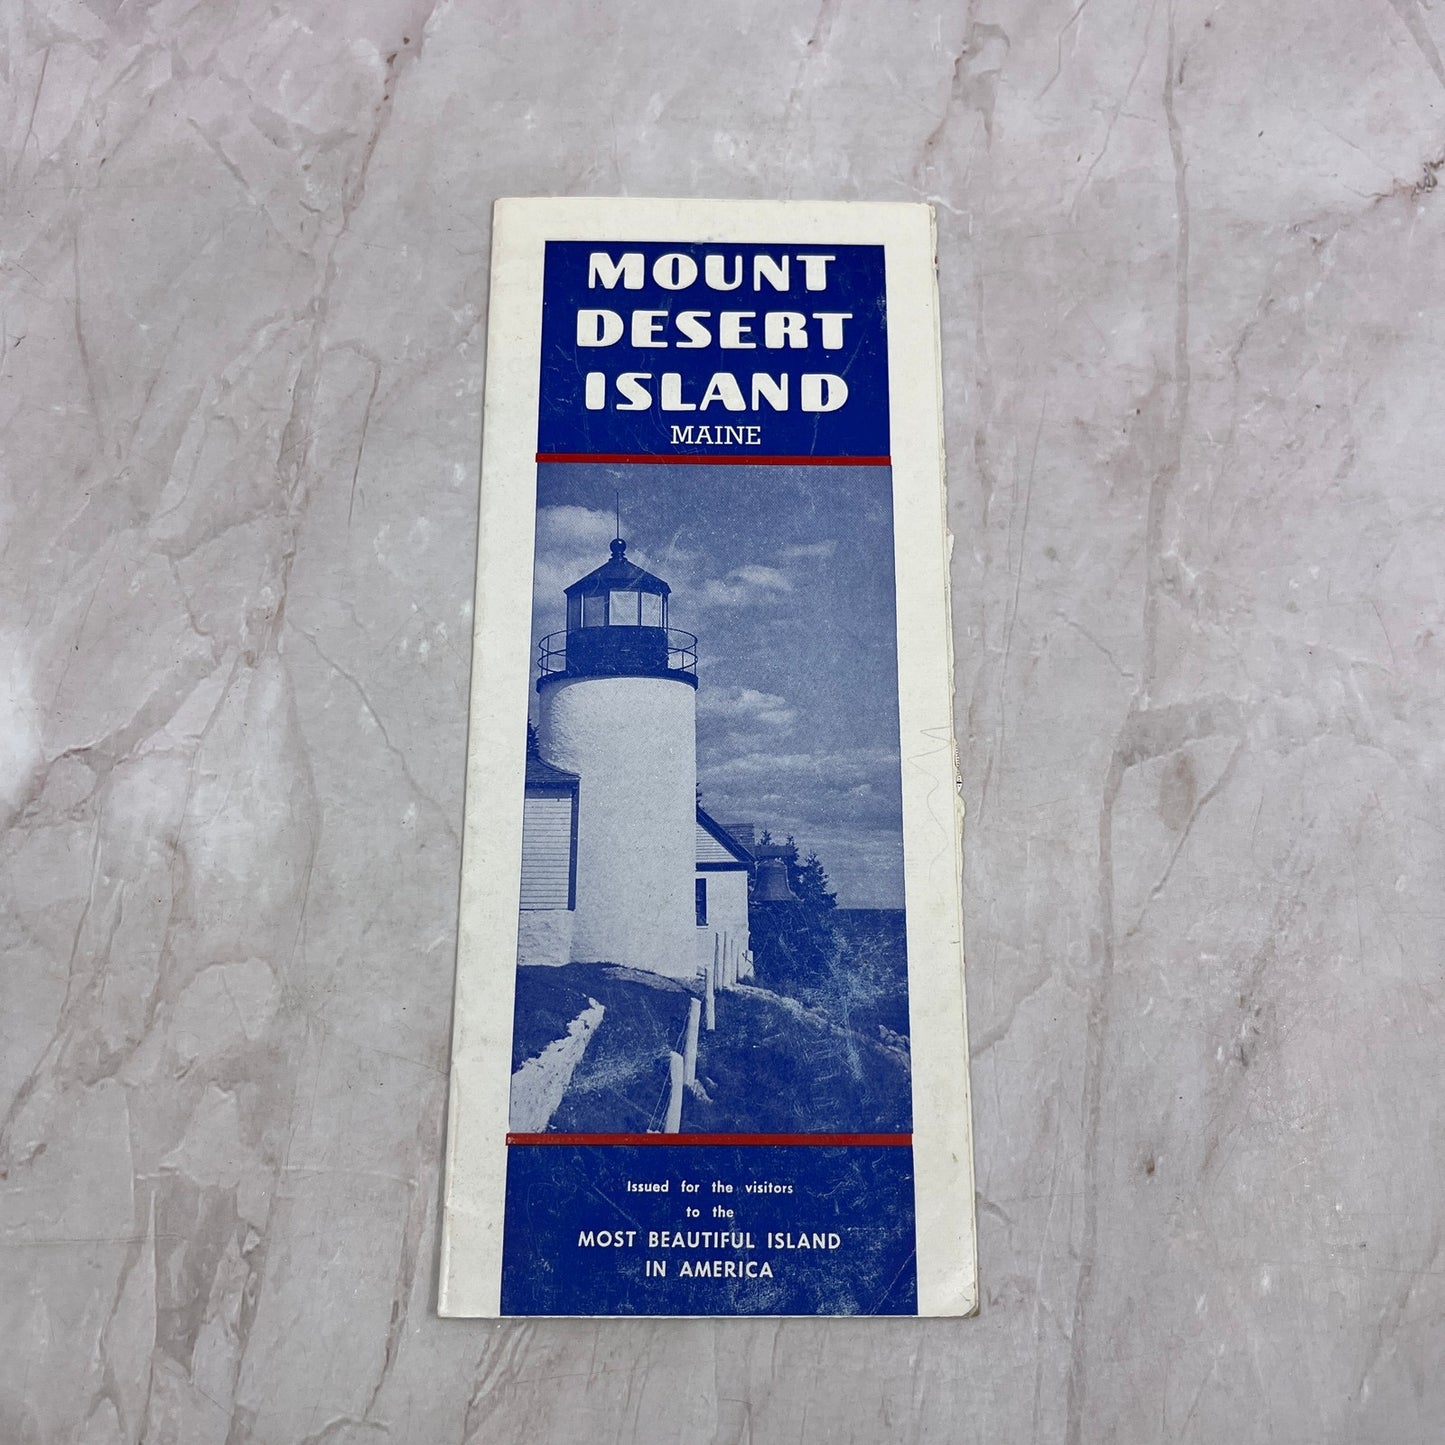 MOUNT
DESERT
ISLAND
MAINE
Issued for the visitors
to the
MOST BEAUTIFUL ISLAND
IN AMERICA